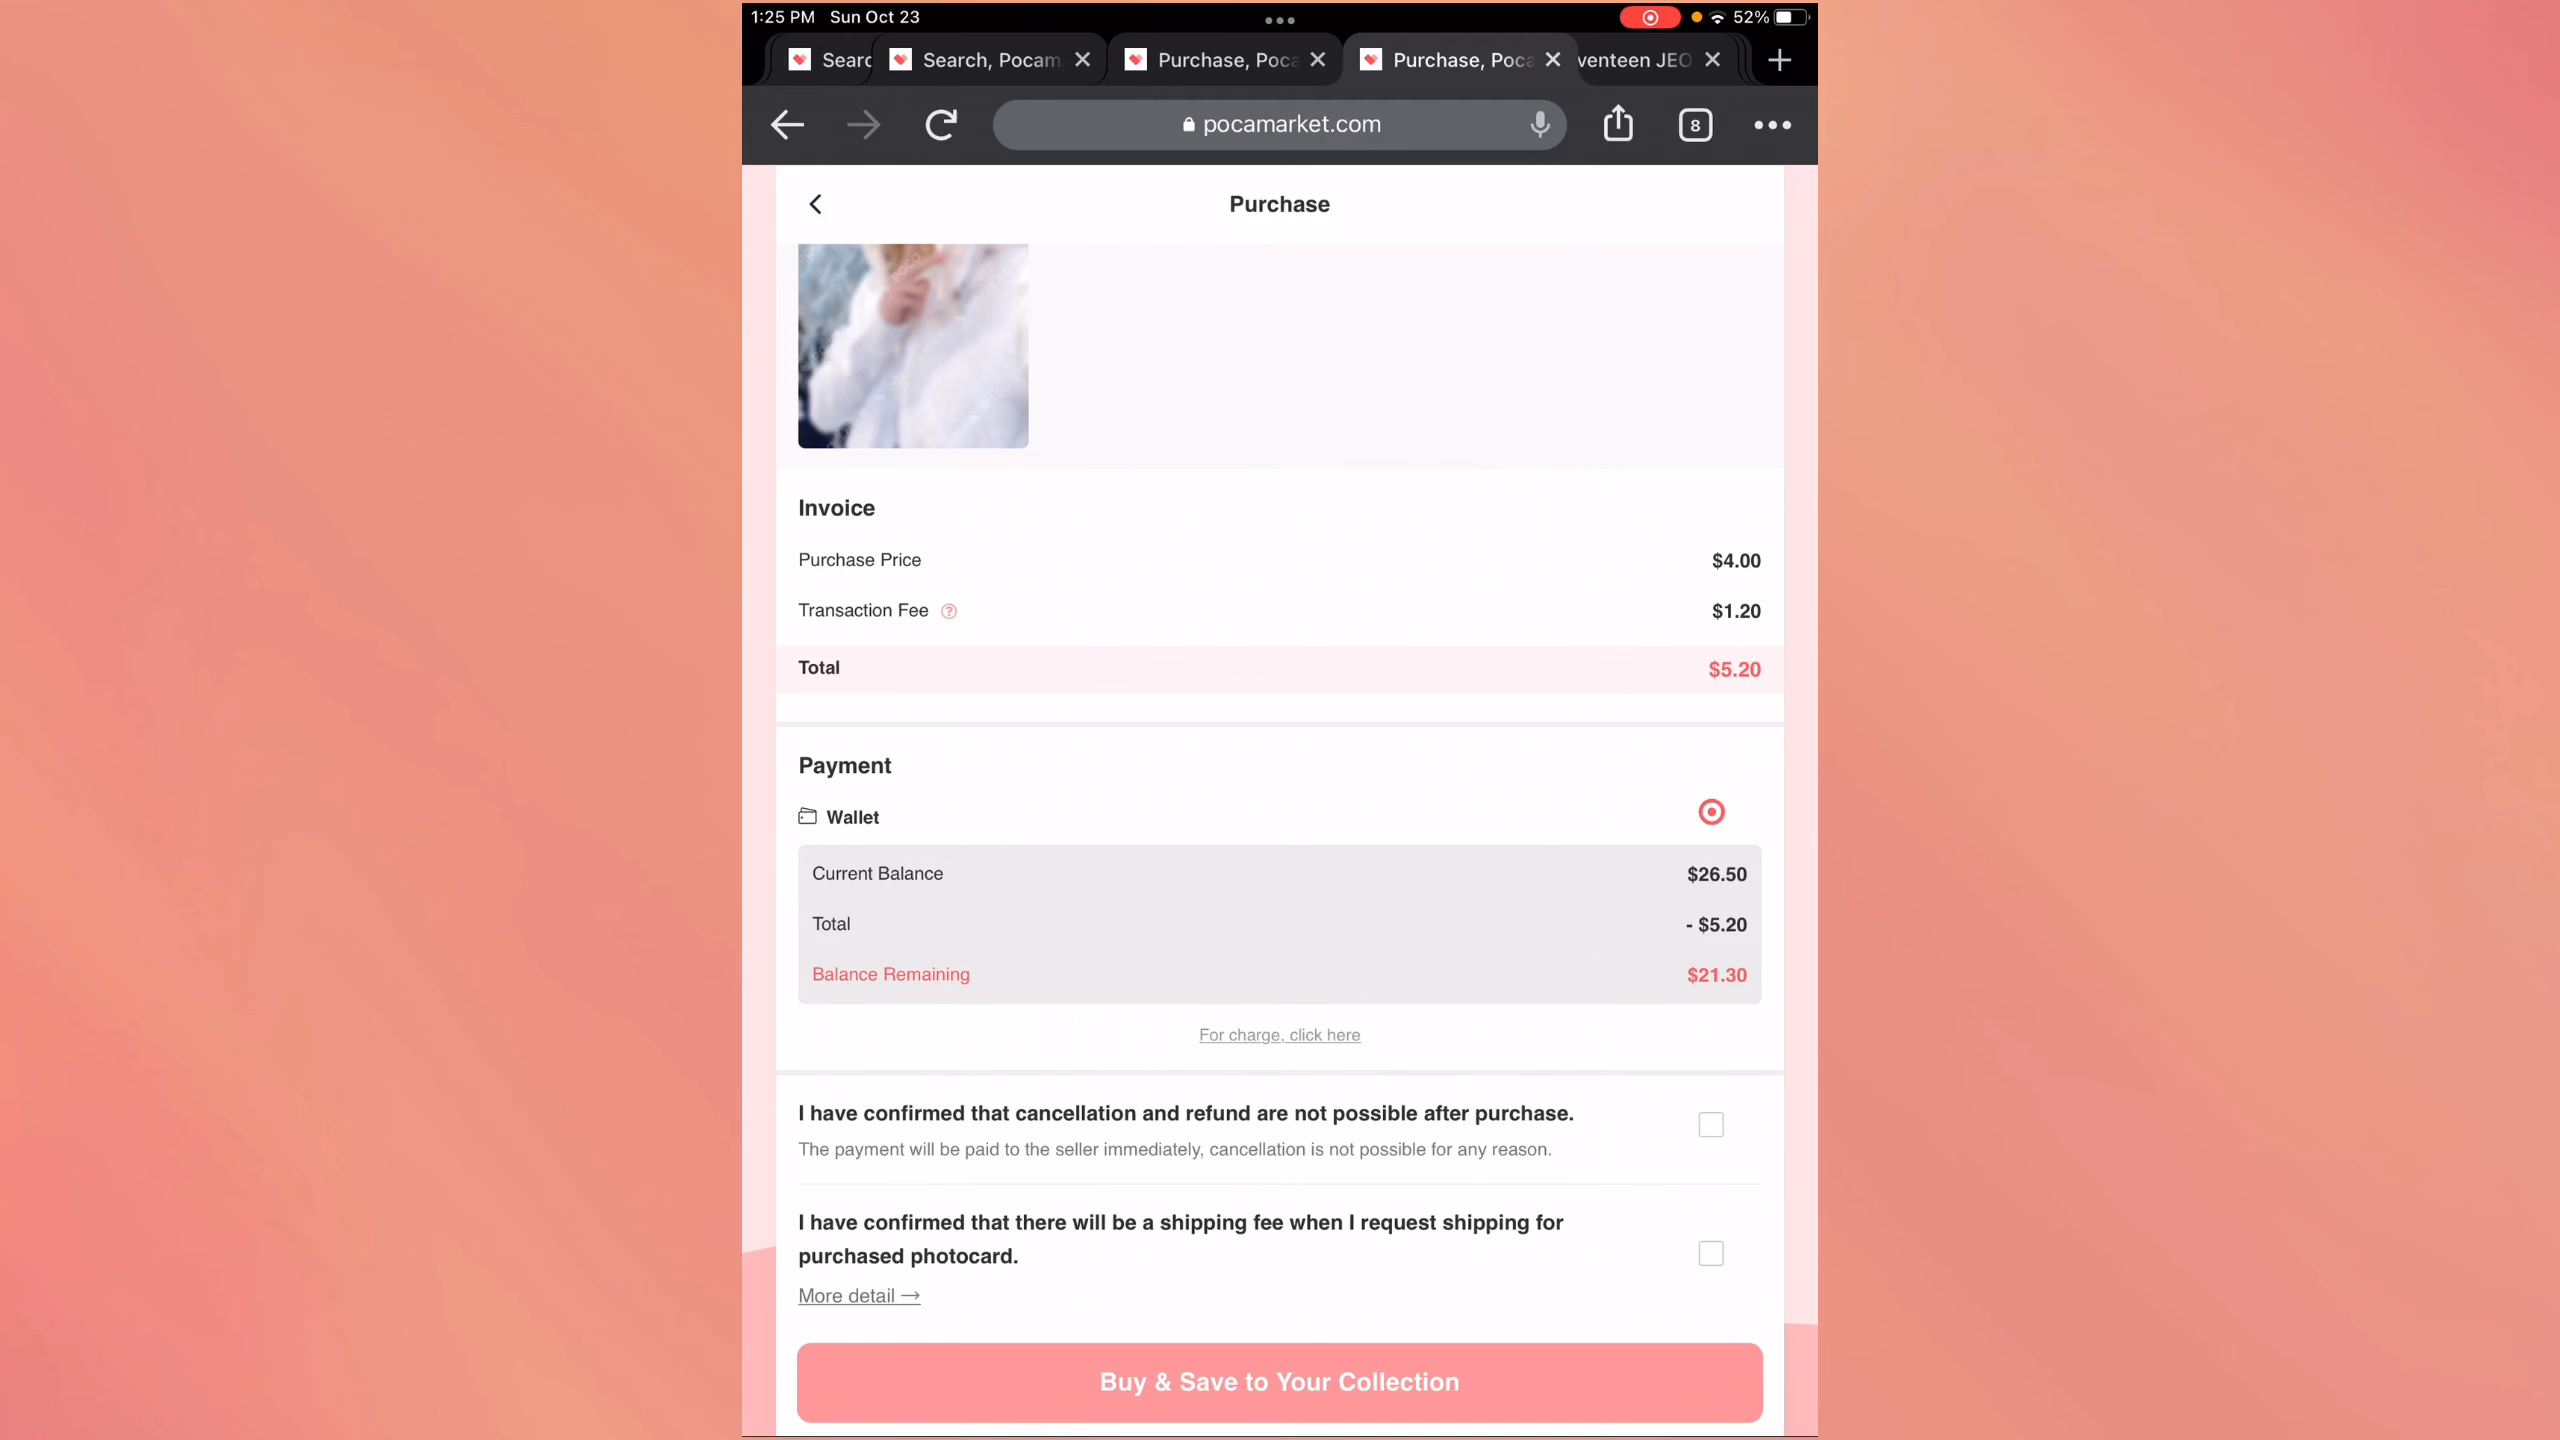 1:25 PM Sun Oct 23
52%
Searc
Search, Pocam
Purchase, Poca
Purchase, Poca
venteen JEO
pocamarket.com
8
Purchase
Invoice
Purchase Price
$4.00
Transaction Fee ?
$1.20
Total
$5.20
Payment
Wallet
Current Balance
$26.50
Total
- $5.20
Balance Remaining
$21.30
For charge, click here
I have confirmed that cancellation and refund are not possible after purchase.
The payment will be paid to the seller immediately, cancellation is not possible for any reason.
I have confirmed that there will be a shipping fee when I request shipping for
purchased photocard.
More detail →
Buy & Save to Your Collection